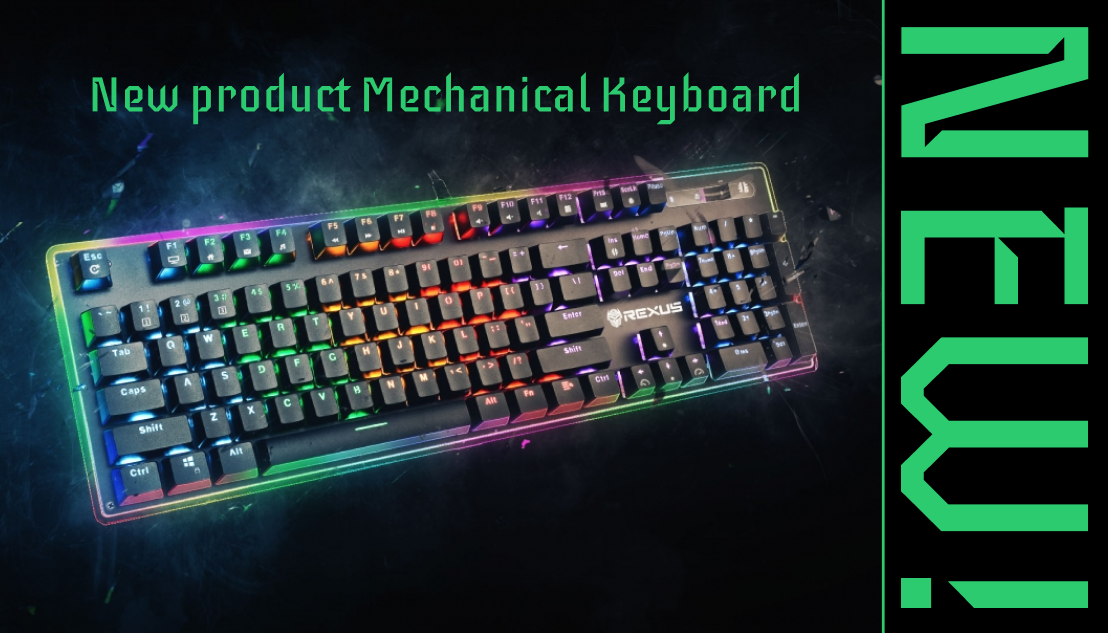 New product Mechanical Keyboard
NEW!
Esc
F1 F2 F3 F4 F5 F6 F7 F8 F9 F10 F11 F12
Tab Q W E R T Y U I O P
REXUS
Caps A S D F G H J K L Enter
Shift Z X C V B N M Shift
Ctrl Alt Alt Fn Ctrl